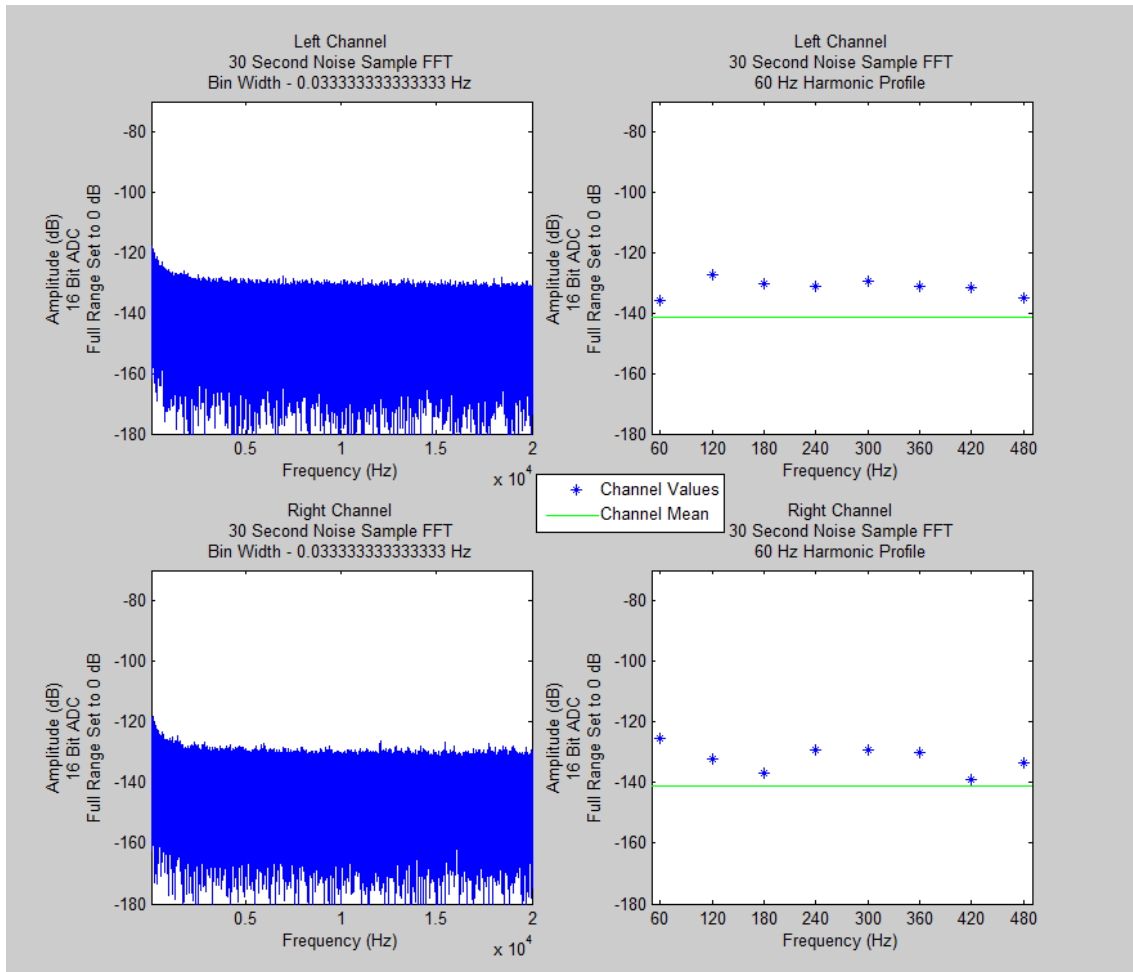 Left Channel
30 Second Noise Sample FFT
Bin Width - 0.033333333333333 Hz
Amplitude (dB)
16 Bit ADC
Full Range Set to 0 dB
-80
-100
-120
-140
-160
-180
0.5
1
1.5
2
x 10^4
Frequency (Hz)
Left Channel
30 Second Noise Sample FFT
60 Hz Harmonic Profile
Amplitude (dB)
16 Bit ADC
Full Range Set to 0 dB
-80
-100
-120
-140
-160
-180
60 120 180 240 300 360 420 480
Frequency (Hz)
Channel Values
Channel Mean
Right Channel
30 Second Noise Sample FFT
Bin Width - 0.033333333333333 Hz
Amplitude (dB)
16 Bit ADC
Full Range Set to 0 dB
-80
-100
-120
-140
-160
-180
0.5
1
1.5
2
x 10^4
Frequency (Hz)
Right Channel
30 Second Noise Sample FFT
60 Hz Harmonic Profile
Amplitude (dB)
16 Bit ADC
Full Range Set to 0 dB
-80
-100
-120
-140
-160
-180
60 120 180 240 300 360 420 480
Frequency (Hz)